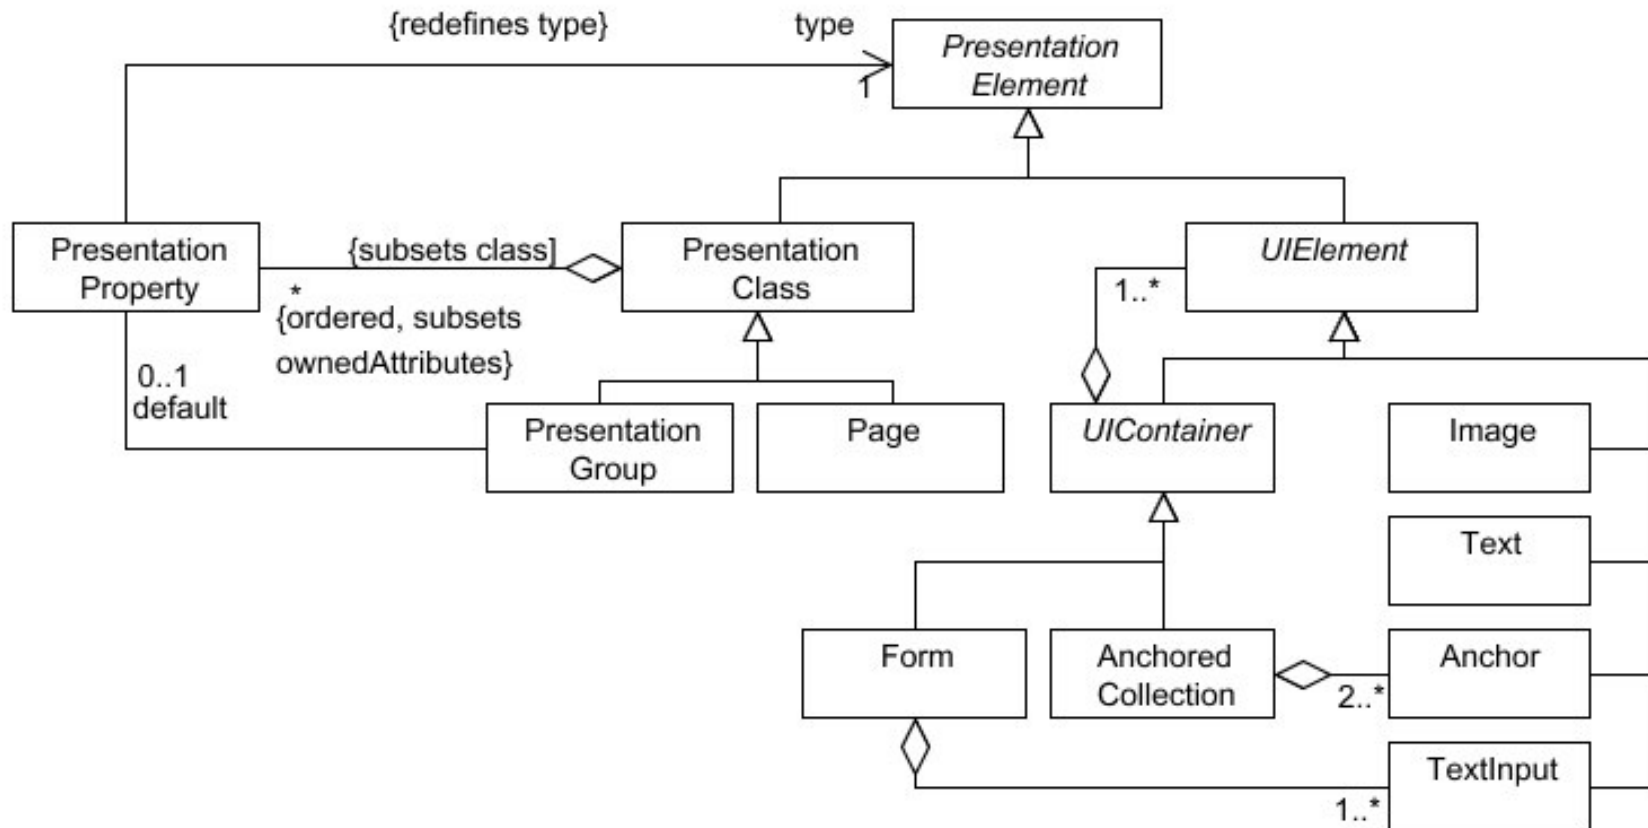 {redefines type}
type
1
Presentation
Element
Presentation
Property
{subsets class]
*
{ordered, subsets
ownedAttributes}
Presentation
Class
UIElement
1..*
0..1
default
Presentation
Group
Page
UIContainer
Image
Text
Form
Anchored
Collection
2..*
Anchor
TextInput
1..*